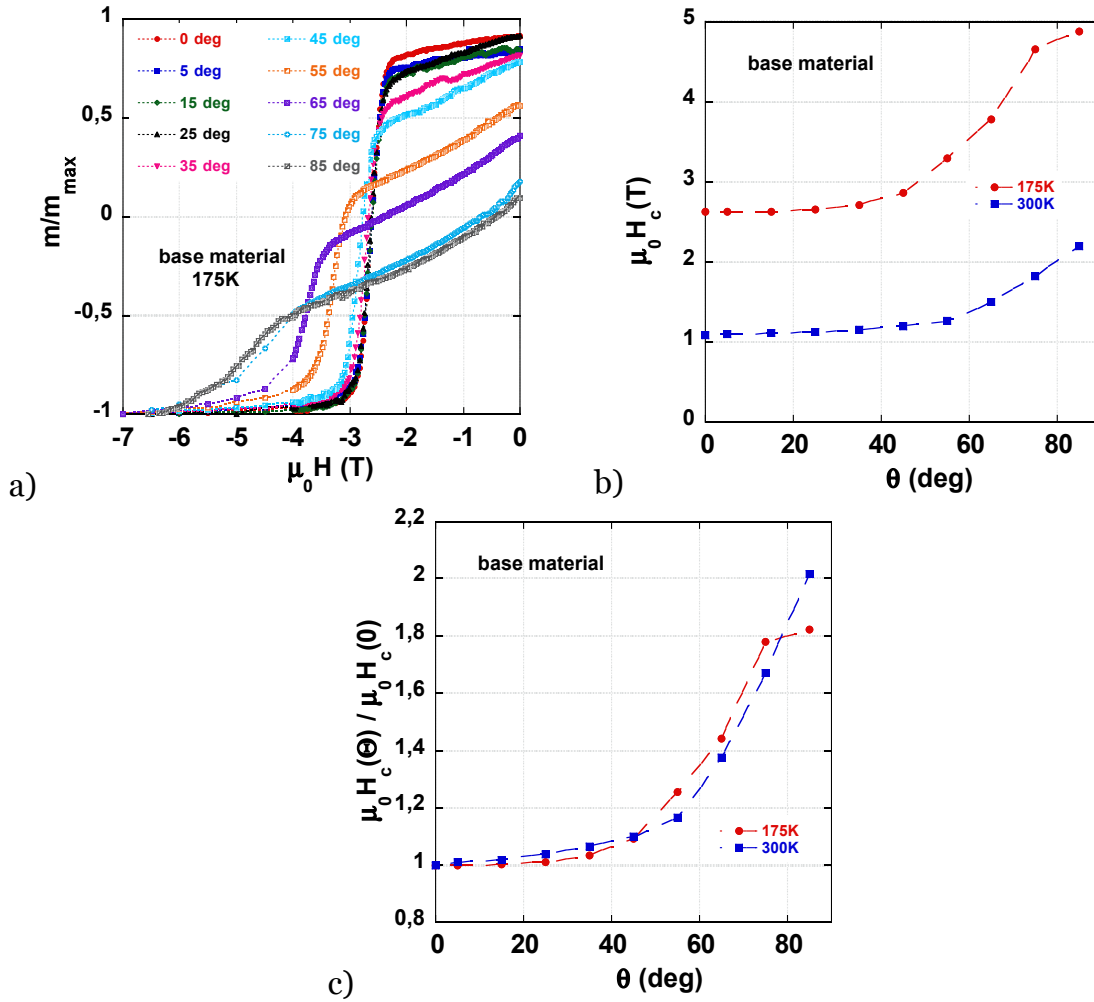 1
0,5
0
-0,5
-1
m/m max
0 deg
5 deg
15 deg
25 deg
35 deg
45 deg
55 deg
65 deg
75 deg
85 deg
base material
175K
-7 -6 -5 -4 -3 -2 -1 0
μ₀H (T)
a)
5
4
3
2
1
0
μ₀Hc(T)
base material
175K
300K
0 20 40 60 80
θ (deg)
b)
2,2
2
1,8
1,6
1,4
1,2
1
0,8
μ₀Hc(Θ) / μ₀Hc(0)
base material
175K
300K
0 20 40 60 80
θ (deg)
c)